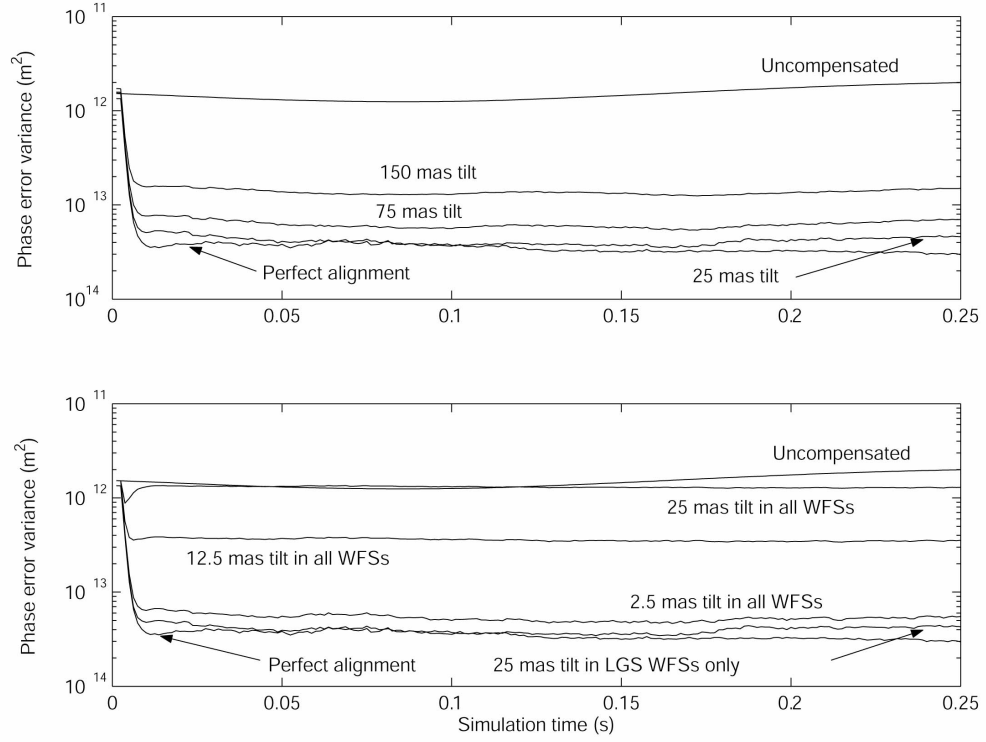 10 11
Uncompensated
10 12
150 mas tilt
10 13
75 mas tilt
Perfect alignment
25 mas tilt
10 14
0 0.05 0.1 0.15 0.2 0.25
Phase error variance (m2)
10 11
Uncompensated
10 12
25 mas tilt in all WFSs
12.5 mas tilt in all WFSs
10 13
2.5 mas tilt in all WFSs
Perfect alignment
25 mas tilt in LGS WFSs only
10 14
0 0.05 0.1 0.15 0.2 0.25
Phase error variance (m2)
Simulation time (s)